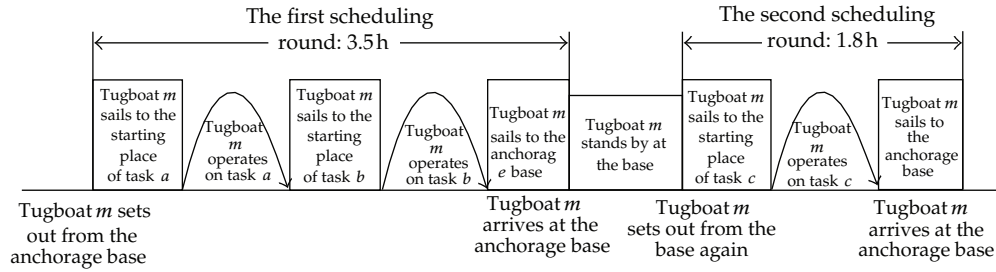 The first scheduling
round: 3.5 h
The second scheduling
round: 1.8 h
Tugboat m
sails to the
starting
place
of task a
Tugboat
m
operates
on task a
Tugboat m
sails to the
starting
place
of task b
Tugboat
m
operates
on task b
Tugboat m
sails to the
anchorag
e base
Tugboat m
stands by at
the base
Tugboat m
sails to the
starting
place
of task c
Tugboat
m
operates
on task c
Tugboat m
sails to
the
anchorage
base
Tugboat m sets
out from the
anchorage base
Tugboat m
arrives at the
anchorage base
Tugboat m
sets out from the
base again
Tugboat m
arrives at the
anchorage base